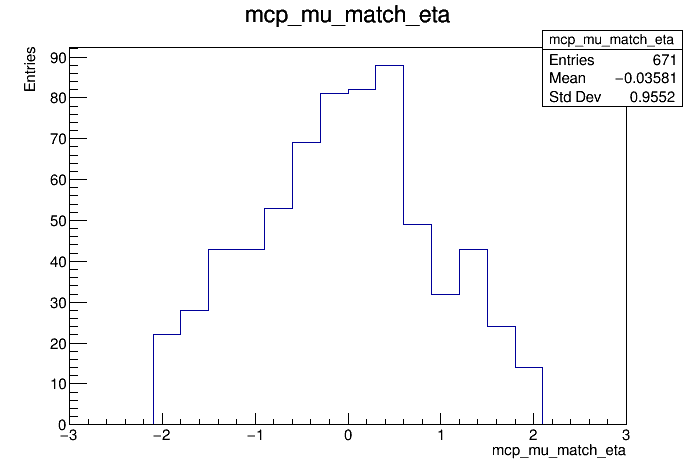 mcp_mu_match_eta
mcp_mu_match_eta
Entries 671
Mean −0.03581
Std Dev 0.9552
Entries
90
80
70
60
50
40
30
20
10
0
−3 −2 −1 0 1 2 3
mcp_mu_match_eta